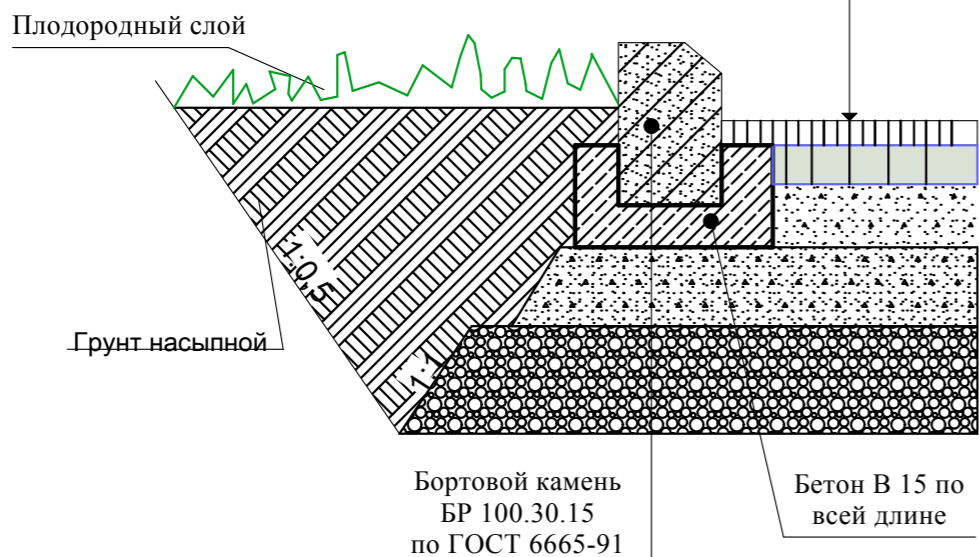 Плодородный слой
1:0,5
Грунт насыпной
1:1
Бортовой камень
БР 100.30.15
по ГОСТ 6665-91
Бетон В 15 по
всей длине